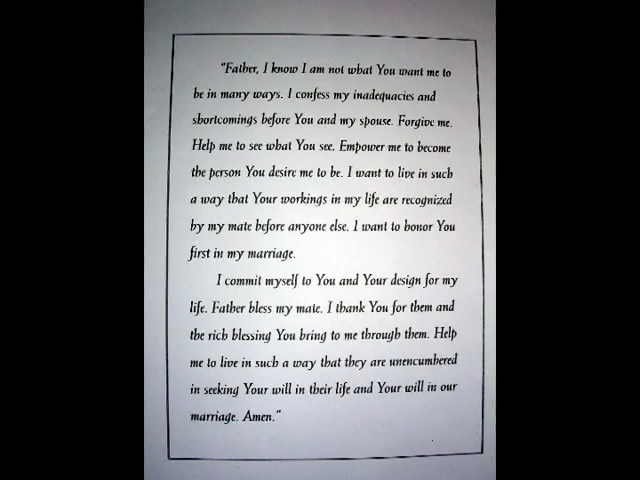 "Father, I know I am not what You want me to
be in many ways. I confess my inadequacies and
shortcomings before You and my spouse. Forgive me.
Help me to see what You see. Empower me to become
the person You desire me to be. I want to live in such
a way that Your workings in my life are recognized
by my mate before anyone else. I want to honor You
first in my marriage.
I commit myself to You and Your design for my
life. Father bless my mate. I thank You for them and
the rich blessing You bring to me through them. Help
me to live in such a way that they are unencumbered
in seeking Your will in their life and Your will in our
marriage. Amen."